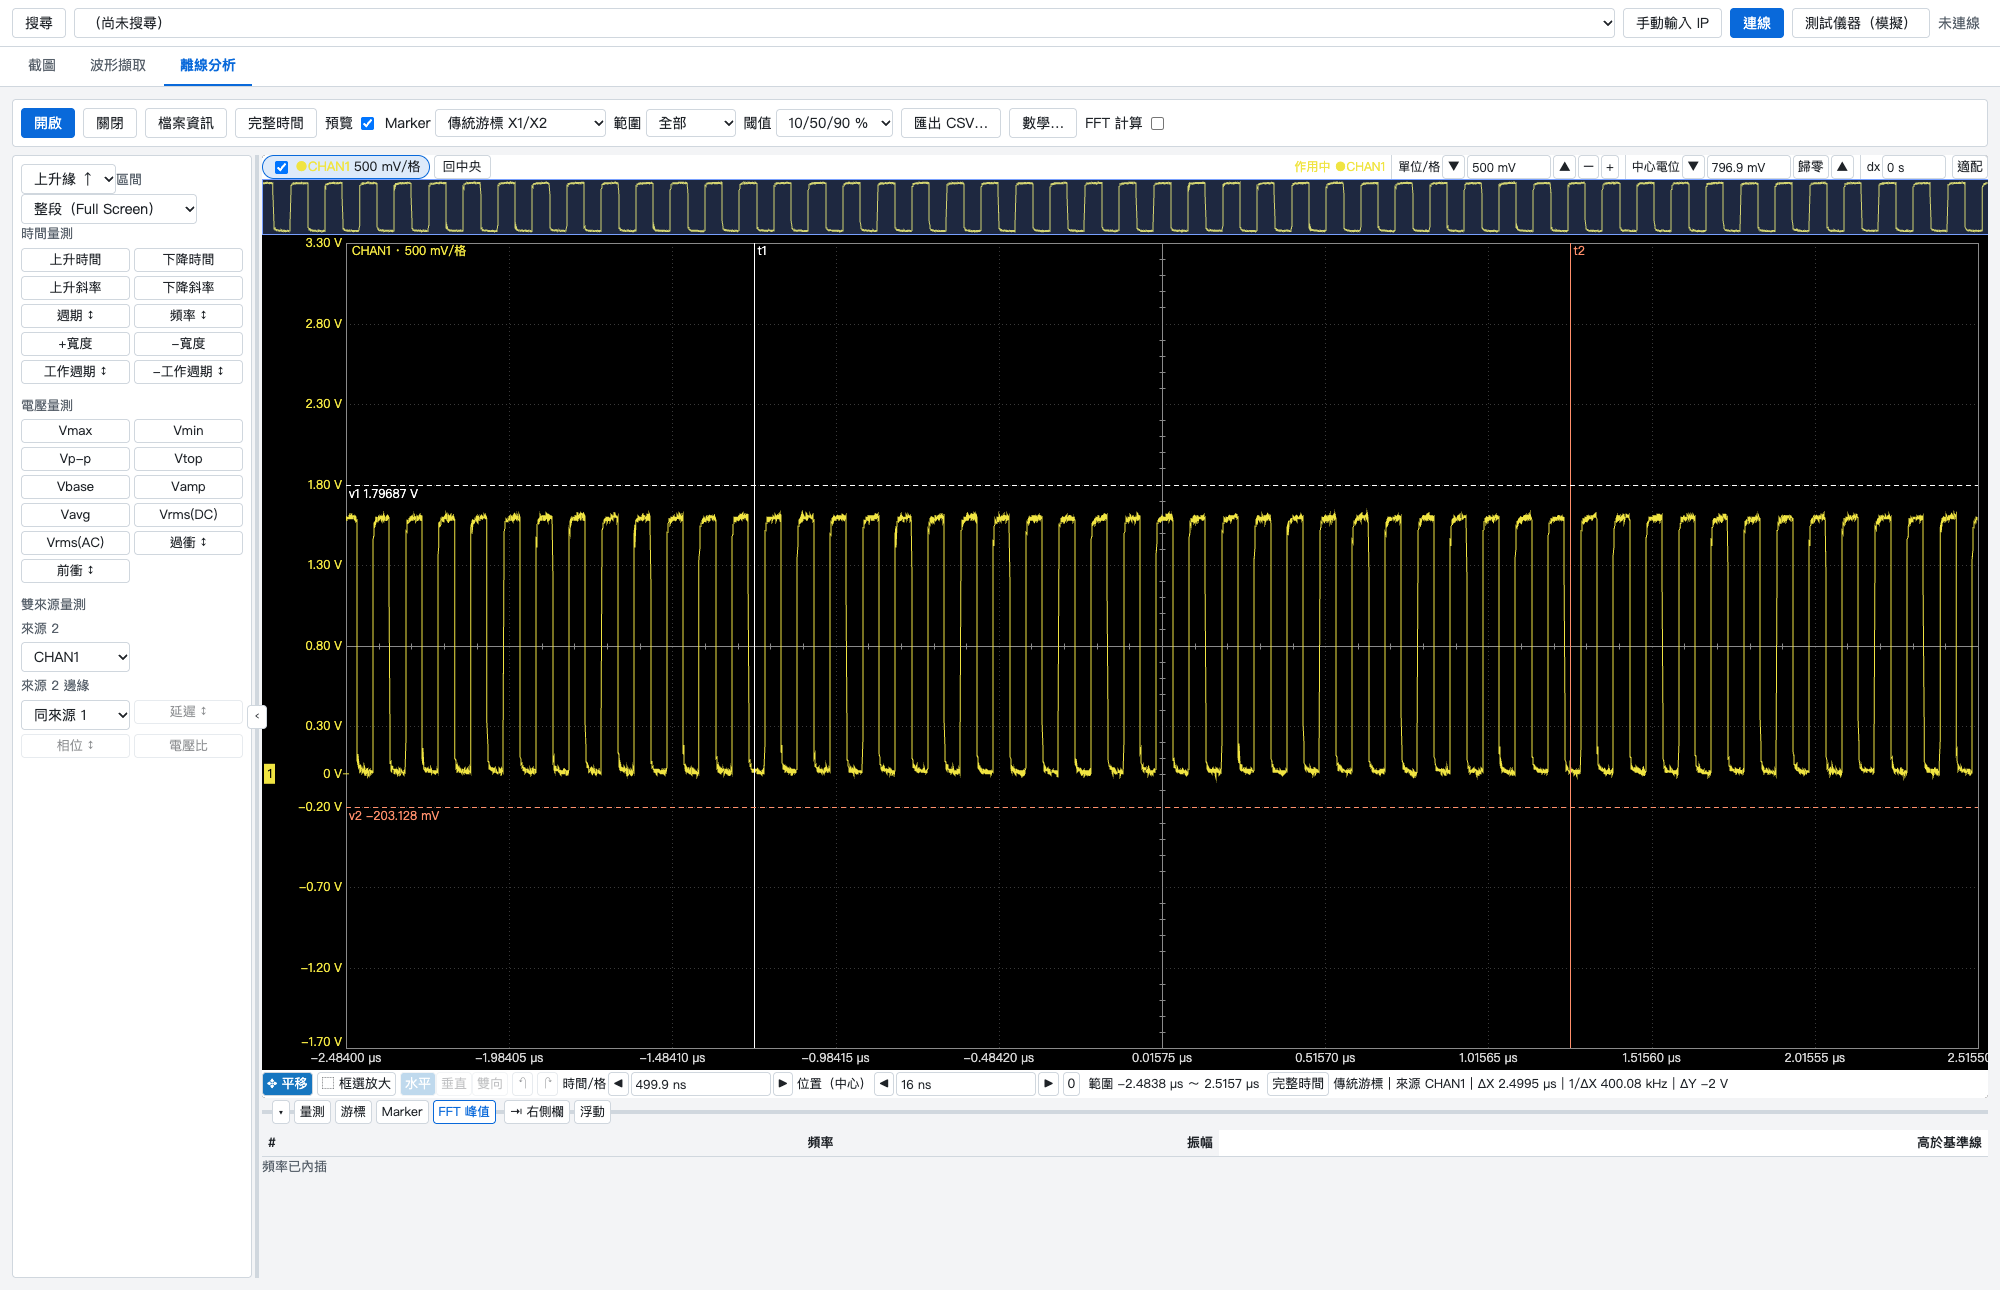 搜尋 （尚未搜尋） 手動輸入 IP 連線 測試儀器（模擬） 未連線
截圖 波形擷取 離線分析
開啟 關閉 檔案資訊 完整時間 預覽 Marker 傳統游標 X1/X2 範圍 全部 閾值 10/50/90 % 匯出 CSV... 數學... FFT 計算
上升緣 ↑ 區間
整段（Full Screen）
時間量測
上升時間 下降時間
上升斜率 下降斜率
週期 ↕ 頻率 ↕
+寬度 −寬度
工作週期 ↕ −工作週期 ↕
電壓量測
Vmax Vmin
Vp-p Vtop
Vbase Vamp
Vavg Vrms(DC)
Vrms(AC) 過衝 ↕
前衝 ↕
雙來源量測
來源 2
CHAN1
來源 2 邊緣
同來源 1 延遲 ↕
相位 ↕ 電壓比
CHAN1 500 mV/格 回中央 作用中 CHAN1 單位/格 ▼ 500 mV ▲ − + 中心電位 ▼ 796.9 mV 歸零 ▲ dx 0 s 適配
3.30 V CHAN1 · 500 mV/格 t1 t2
2.80 V
2.30 V
1.80 V
v1 1.79687 V
1.30 V
0.80 V
0.30 V
1 0 V
−0.20 V
v2 −203.128 mV
−0.70 V
−1.20 V
−1.70 V
−2.48400 µs −1.98405 µs −1.48410 µs −0.98415 µs −0.48420 µs 0.01575 µs 0.51570 µs 1.01565 µs 1.51560 µs 2.01555 µs 2.5155
平移 框選放大 水平 垂直 雙向 時間/格 ◀ 499.9 ns ▶ 位置（中心） ◀ 16 ns ▶ 0 範圍 −2.4838 µs ～ 2.5157 µs 完整時間 傳統游標 | 來源 CHAN1 | ΔX 2.4995 µs | 1/ΔX 400.08 kHz | ΔY −2 V
量測 游標 Marker FFT 峰值 →| 右側欄 浮動
# 頻率 振幅 高於基準線
頻率已內插